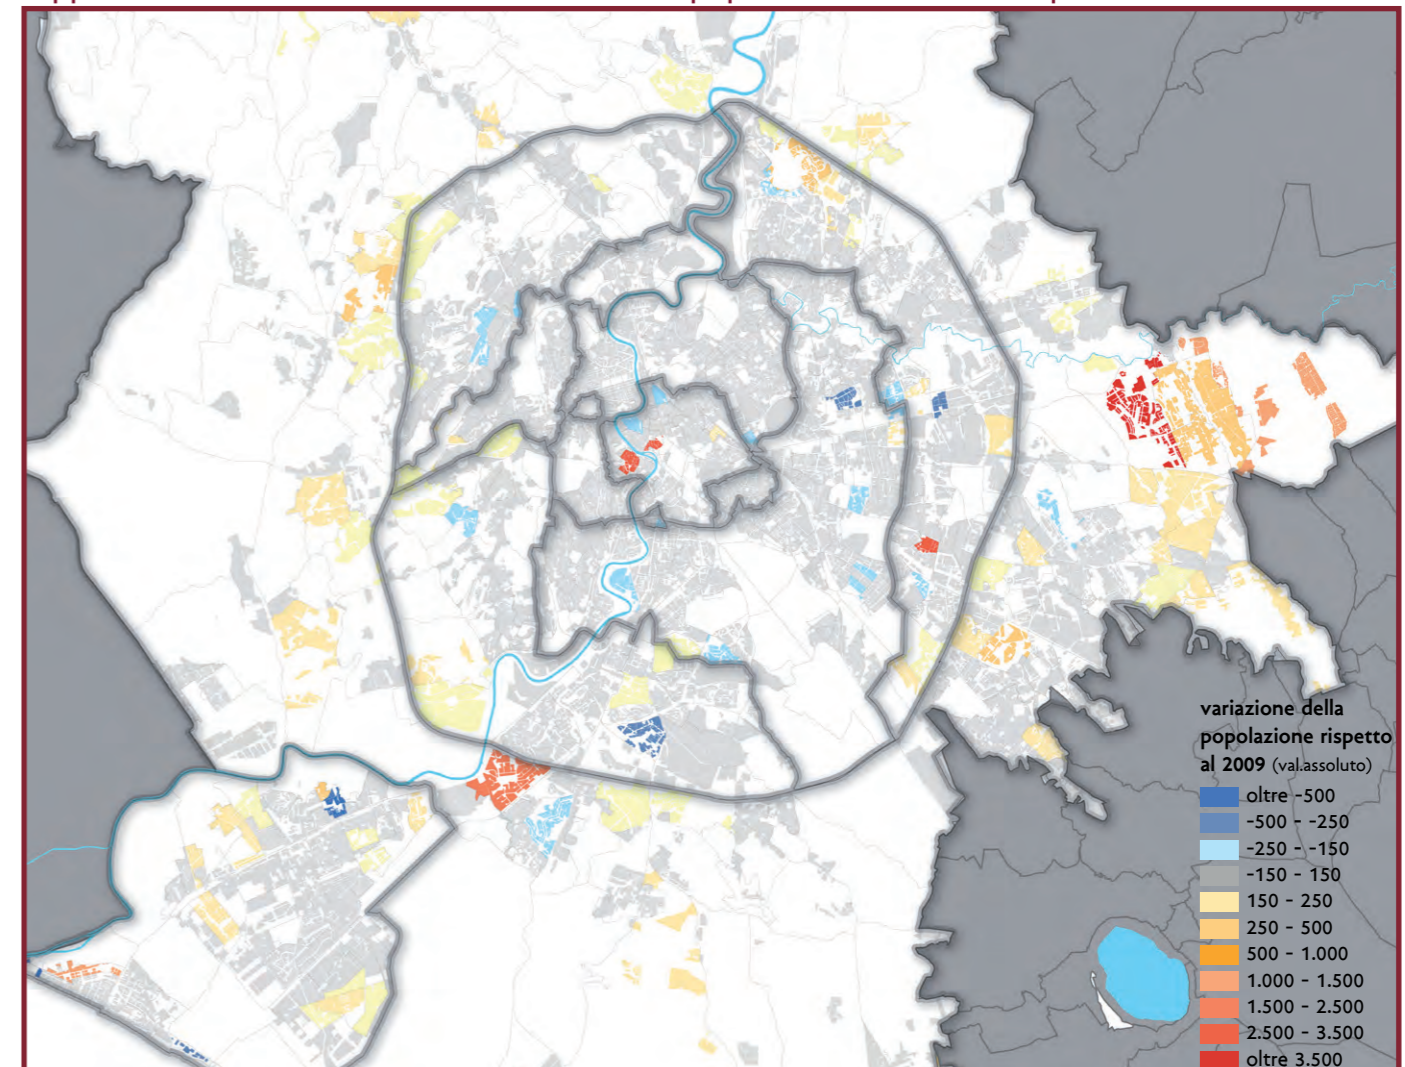 variazione della
popolazione rispetto
al 2009 (val.assoluto)
oltre -500
-500 - -250
-250 - -150
-150 - 150
150 - 250
250 - 500
500 - 1.000
1.000 - 1.500
1.500 - 2.500
2.500 - 3.500
oltre 3.500